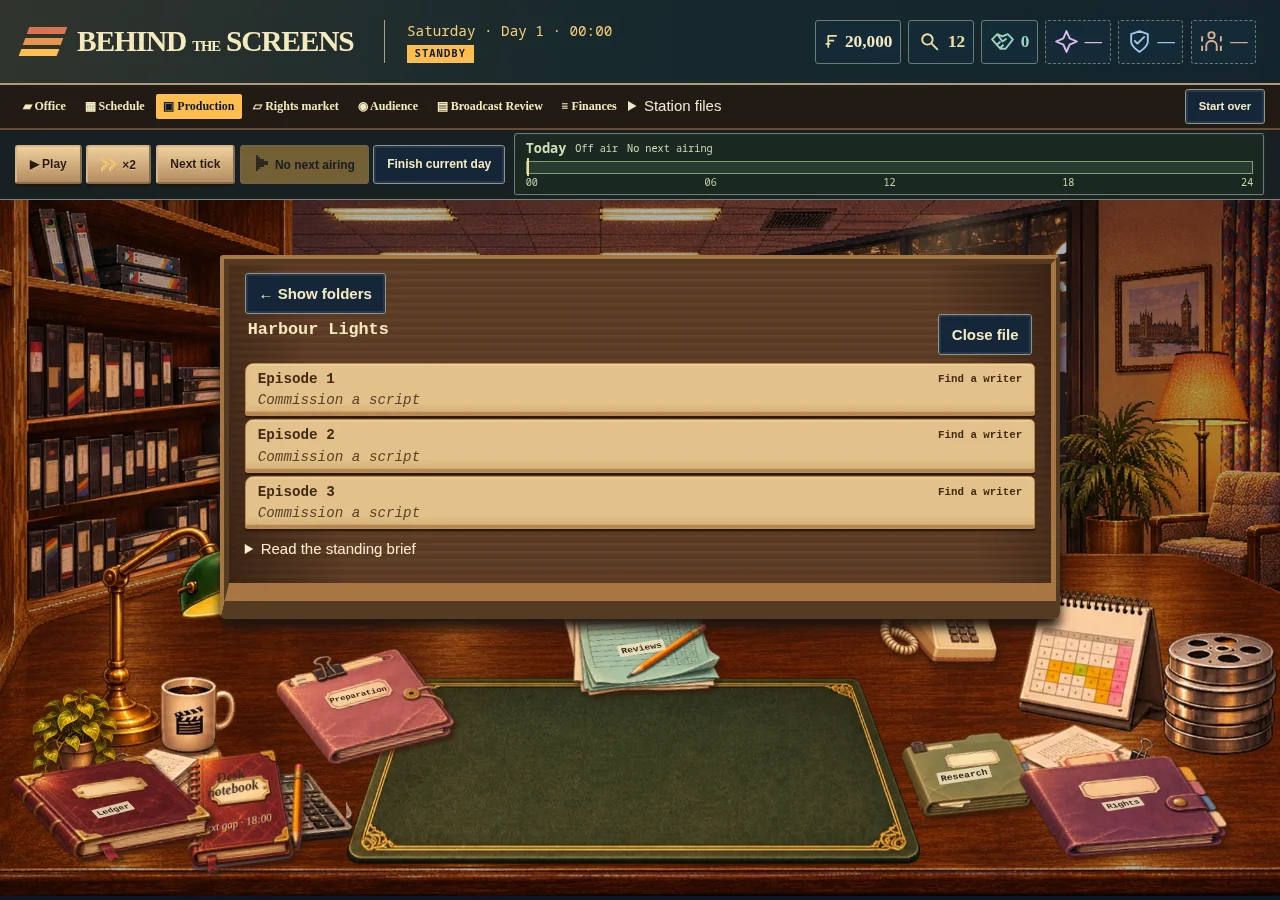 BEHIND THE SCREENS
Saturday · Day 1 · 00:00
STANDBY
20,000
12
0
—
—
—
Office
Schedule
Production
Rights market
Audience
Broadcast Review
Finances
Station files
Start over
Play
×2
Next tick
No next airing
Finish current day
Today Off air No next airing
00 06 12 18 24
← Show folders
Harbour Lights
Close file
Episode 1
Find a writer
Commission a script
Episode 2
Find a writer
Commission a script
Episode 3
Find a writer
Commission a script
Read the standing brief
Reviews
Preparation
Research
Rights
Ledger
Desk
notebook
gap · 18:00